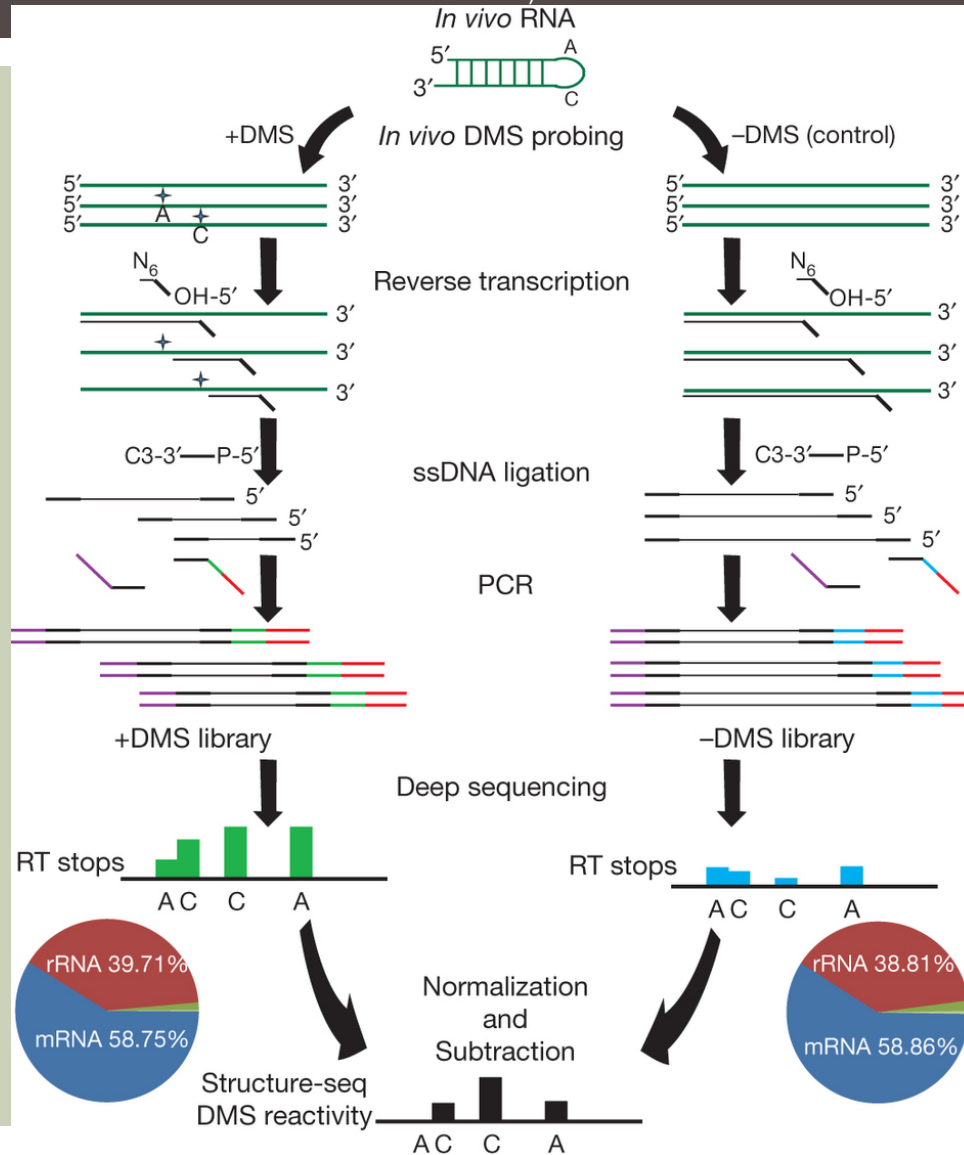 In vivo RNA
5′ A
3′ C
+DMS In vivo DMS probing –DMS (control)
5′ 3′ 5′ 3′
5′ 3′ 5′ 3′
A
5′ 3′ 5′ 3′
C
N6 Reverse transcription N6
OH-5′ OH-5′
3′ 3′
3′ 3′
3′ 3′
C3-3′ P-5′ ssDNA ligation C3-3′ P-5′
5′ 5′
5′ 5′
5′ 5′
PCR
+DMS library –DMS library
Deep sequencing
RT stops RT stops
A C C A A C C A
rRNA 39.71% rRNA 38.81%
mRNA 58.75% mRNA 58.86%
Normalization
and
Subtraction
Structure-seq
DMS reactivity
A C C A